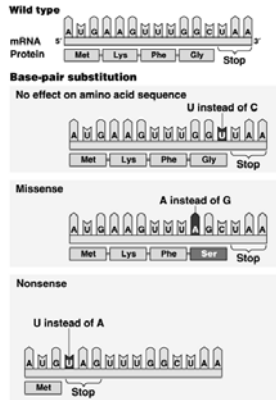 Wild type
A U G A A G U U U G G C U A A
mRNA 5' 3'
Protein Met Lys Phe Gly
Stop
Base-pair substitution
No effect on amino acid sequence
U instead of C
A U G A A G U U U G G U U A A
Met Lys Phe Gly Stop
Missense
A instead of G
A U G A A G U U U A G C U A A
Met Lys Phe Ser Stop
Nonsense
U instead of A
A U G U A G U U U G G C U A A
Met Stop